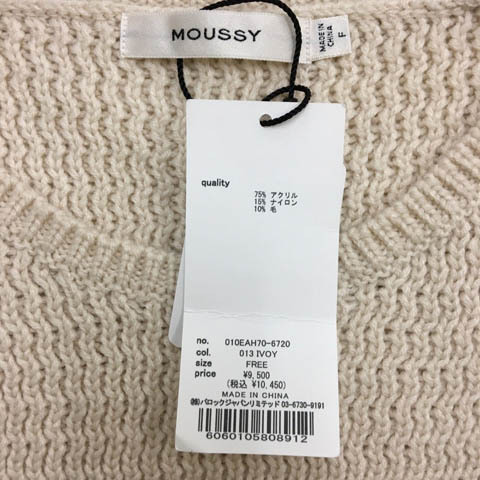 MOUSSY
MADE IN
CHINA
F
quality
75% アクリル
15% ナイロン
10% 毛
no. 010EAH70-6720
col. 013 IVOY
size FREE
price ¥9,500
(税込 ¥10,450)
MADE IN CHINA
㈱バロックジャパンリミテッド 03-6730-9191
6060105808912